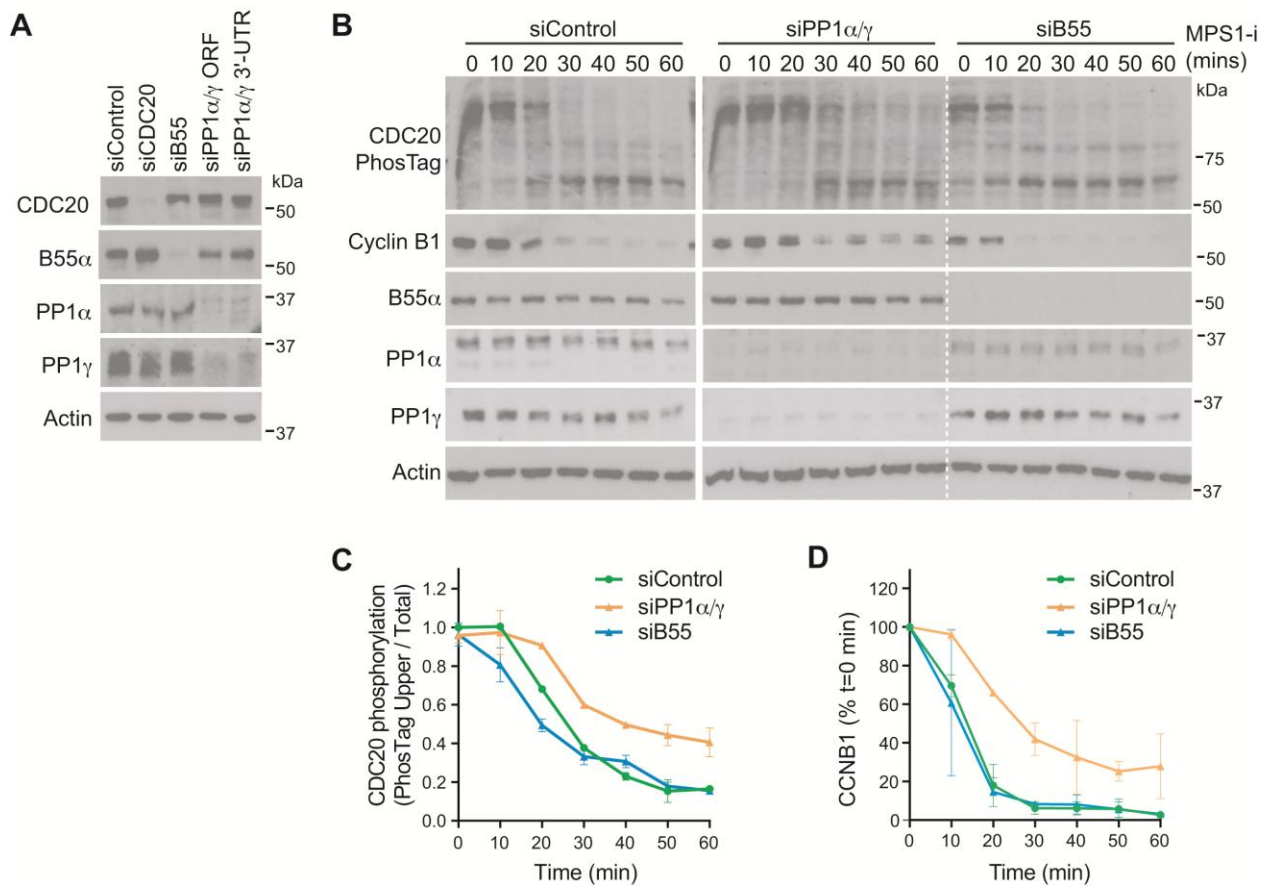 A
siControl
siCDC20
siB55
siPP1α/γ ORF
siPP1α/γ 3'-UTR
kDa
CDC20
-50
B55α
-50
PP1α
-37
PP1γ
-37
Actin
-37
B
siControl
siPP1α/γ
siB55
MPS1-i
(mins)
0 10 20 30 40 50 60 0 10 20 30 40 50 60 0 10 20 30 40 50 60
kDa
CDC20
PhosTag
-75
-50
Cyclin B1
-50
B55α
-50
PP1α
-37
PP1γ
-37
Actin
-37
C
siControl
siPP1α/γ
siB55
CDC20 phosphorylation
(PhosTag Upper / Total)
1.2
1.0
0.8
0.6
0.4
0.2
0.0
0 10 20 30 40 50 60
Time (min)
D
siControl
siPP1α/γ
siB55
CCNB1 (% t=0 min)
120
100
80
60
40
20
0
0 10 20 30 40 50 60
Time (min)